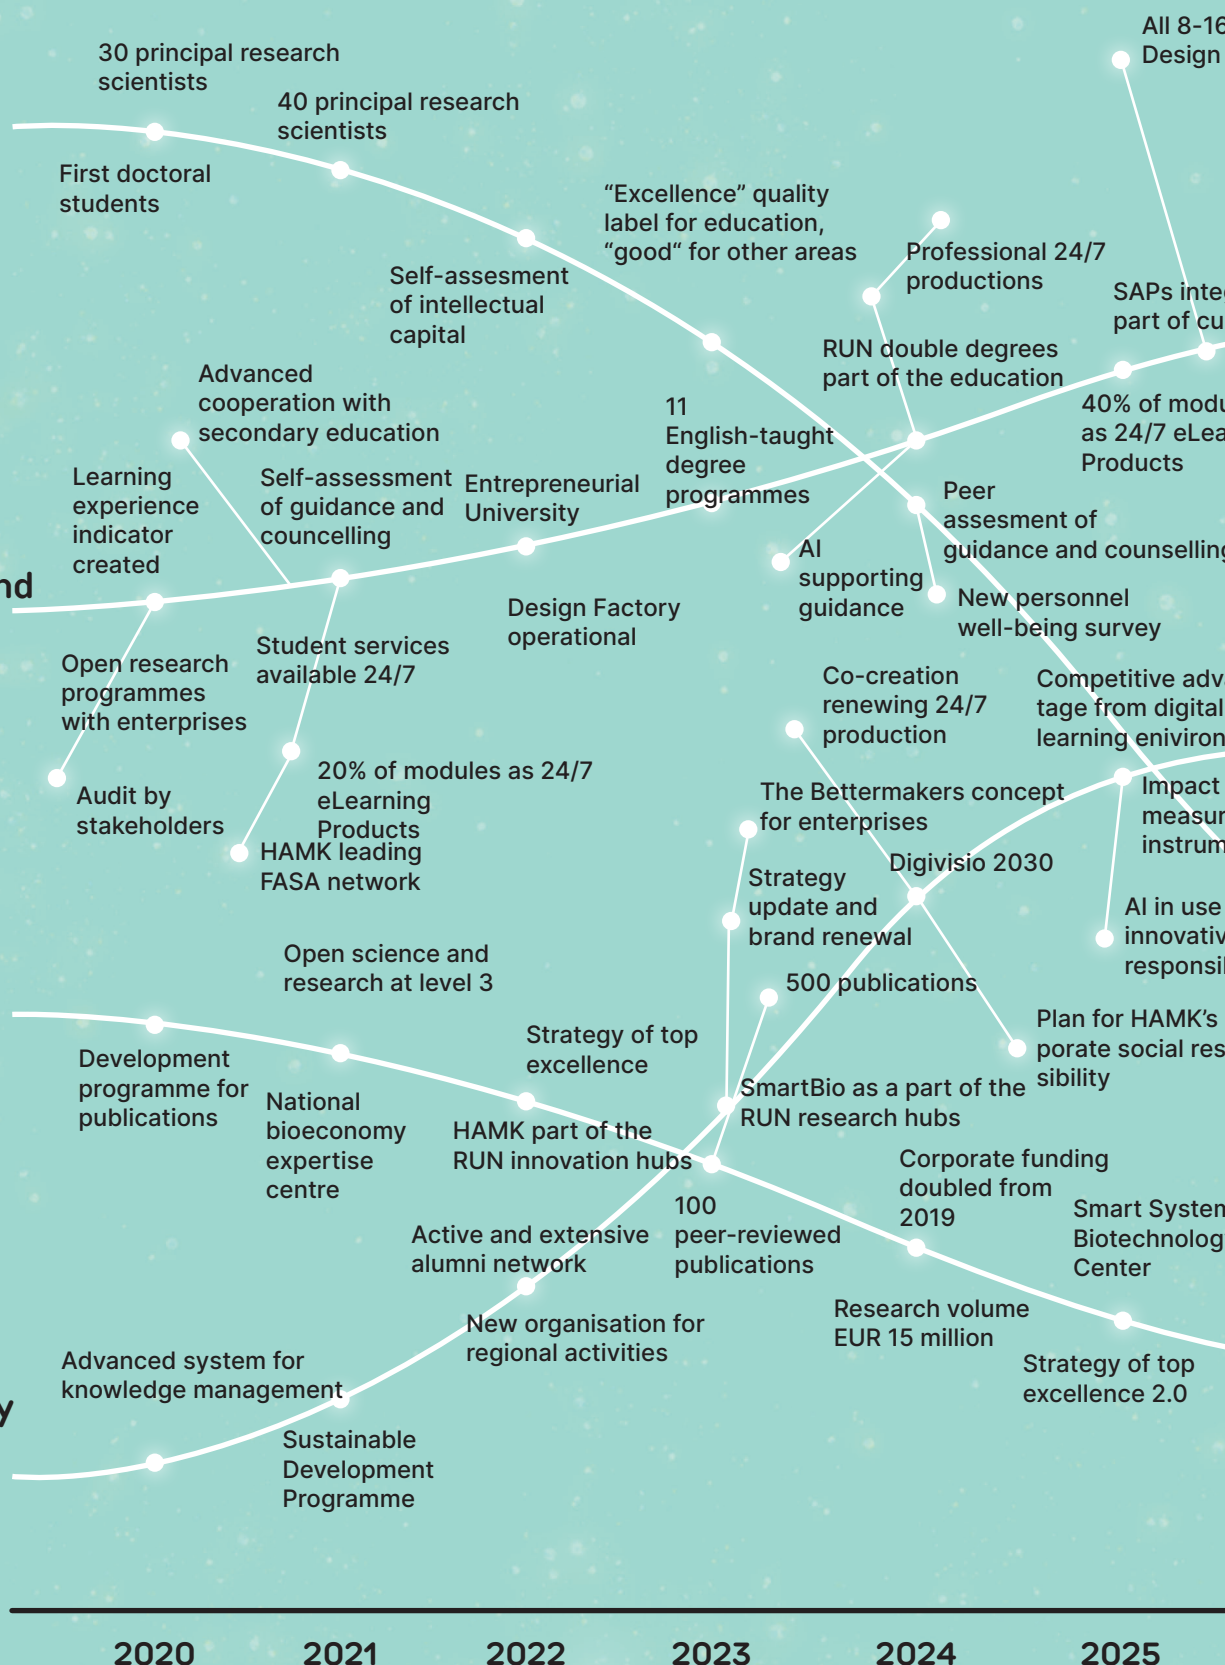 All 8-16
Design
30 principal research
scientists
40 principal research
scientists
First doctoral
students
“Excellence” quality
label for education,
“good“ for other areas
Professional 24/7
productions
Self-assesment
of intellectual
capital
SAPs inte
part of cu
RUN double degrees
part of the education
Advanced
cooperation with
secondary education
11
English-taught
degree
programmes
40% of modu
as 24/7 eLea
Products
Learning
experience
indicator
created
Self-assessment
of guidance and
councelling
Entrepreneurial
University
Peer
assesment of
guidance and counselling
AI
supporting
guidance
nd
New personnel
well-being survey
Design Factory
operational
Student services
available 24/7
Open research
programmes
with enterprises
Co-creation
renewing 24/7
production
Competitive adva
tage from digital
learning eniviron
20% of modules as 24/7
eLearning
Products
Audit by
stakeholders
The Bettermakers concept
for enterprises
Impact
measur
instrum
HAMK leading
FASA network
Digivisio 2030
Strategy
update and
brand renewal
AI in use
innovativ
responsi
Open science and
research at level 3
500 publications
Plan for HAMK’s
porate social res
sibility
Strategy of top
excellence
Development
programme for
publications
National
bioeconomy
expertise
centre
SmartBio as a part of the
RUN research hubs
HAMK part of the
RUN innovation hubs
Corporate funding
doubled from
2019
100
peer-reviewed
publications
Smart System
Biotechnolog
Center
Active and extensive
alumni network
Research volume
EUR 15 million
New organisation for
regional activities
Strategy of top
excellence 2.0
Advanced system for
knowledge management
y
Sustainable
Development
Programme
2020 2021 2022 2023 2024 2025